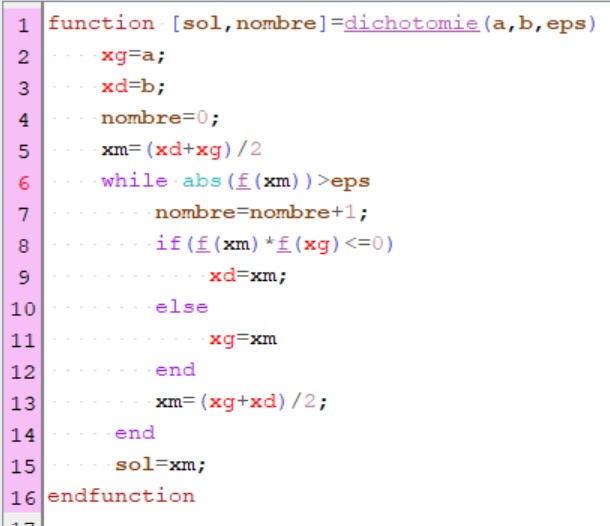 1 function [sol,nombre]=dichotomie(a,b,eps)
2 xg=a;
3 xd=b;
4 nombre=0;
5 xm=(xd+xg)/2
6 while abs(f(xm))>eps
7 nombre=nombre+1;
8 if(f(xm)*f(xg)<=0)
9 xd=xm;
10 else
11 xg=xm
12 end
13 xm=(xg+xd)/2;
14 end
15 sol=xm;
16 endfunction